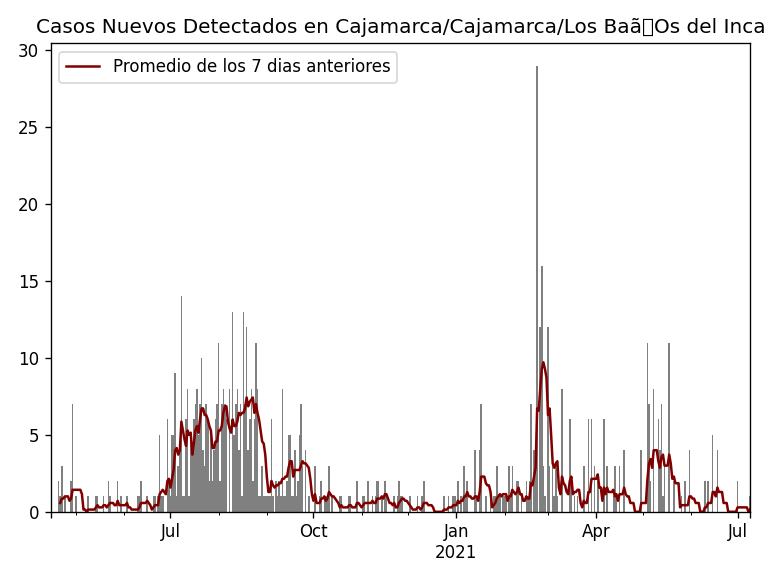 Casos Nuevos Detectados en Cajamarca/Cajamarca/Los Baã▯Os del Inca
Promedio de los 7 dias anteriores
30
25
20
15
10
5
0
Jul
Oct
Jan
2021
Apr
Jul